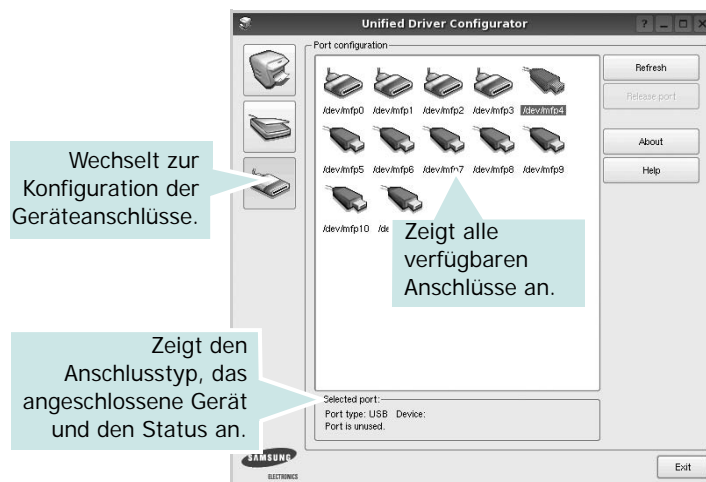 Unified Driver Configurator
Port configuration
/dev/mfp0 /dev/mfp1 /dev/mfp2 /dev/mfp3 /dev/mfp4
/dev/mfp5 /dev/mfp6 /dev/mfp7 /dev/mfp8 /dev/mfp9
/dev/mfp10
Refresh
Release port
About
Help
Wechselt zur
Konfiguration der
Geräteanschlüsse.
Zeigt alle
verfügbaren
Anschlüsse an.
Zeigt den
Anschlusstyp, das
angeschlossene Gerät
und den Status an.
Selected port:
Port type: USB Device:
Port is unused.
SAMSUNG
ELECTRONICS
Exit